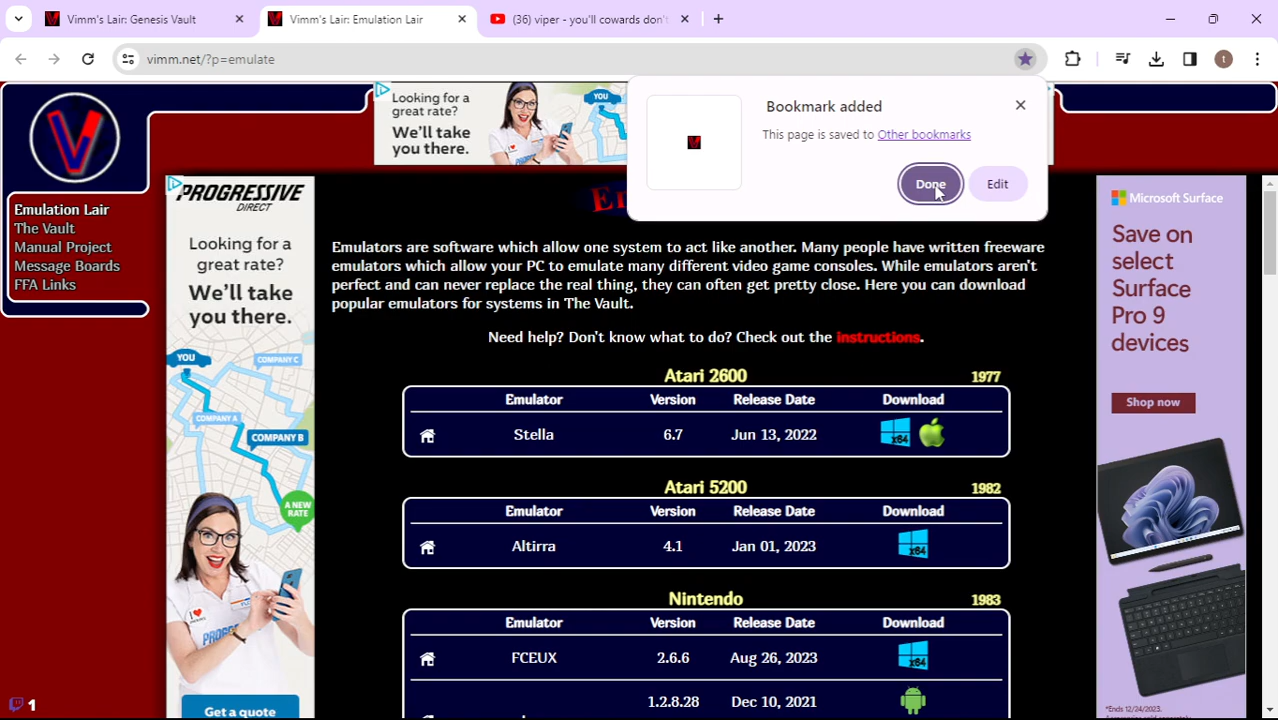 Vimm's Lair: Genesis Vault
Vimm's Lair: Emulation Lair
(36) viper - you'll cowards don't
vimm.net/?p=emulate
t
Looking for a
great rate?
We'll take
you there.
YOU
Bookmark added
This page is saved to Other bookmarks
Done
Edit
Emulation Lair
The Vault
Manual Project
Message Boards
FFA Links
PROGRESSIVE
DIRECT
Looking for a
great rate?
We'll take
you there.
YOU
COMPANY C
COMPANY A
COMPANY B
A NEW
RATE
I
Get a quote
Emulators are software which allow one system to act like another. Many people have written freeware
emulators which allow your PC to emulate many different video game consoles. While emulators aren't
perfect and can never replace the real thing, they can often get pretty close. Here you can download
popular emulators for systems in The Vault.
Need help? Don't know what to do? Check out the instructions.
Atari 2600 1977
Emulator Version Release Date Download
Stella 6.7 Jun 13, 2022 x64
Atari 5200 1982
Emulator Version Release Date Download
Altirra 4.1 Jan 01, 2023 x64
Nintendo 1983
Emulator Version Release Date Download
FCEUX 2.6.6 Aug 26, 2023 x64
1.2.8.28 Dec 10, 2021
Microsoft Surface
Save on
select
Surface
Pro 9
devices
Shop now
*Ends 12/24/2023.
1